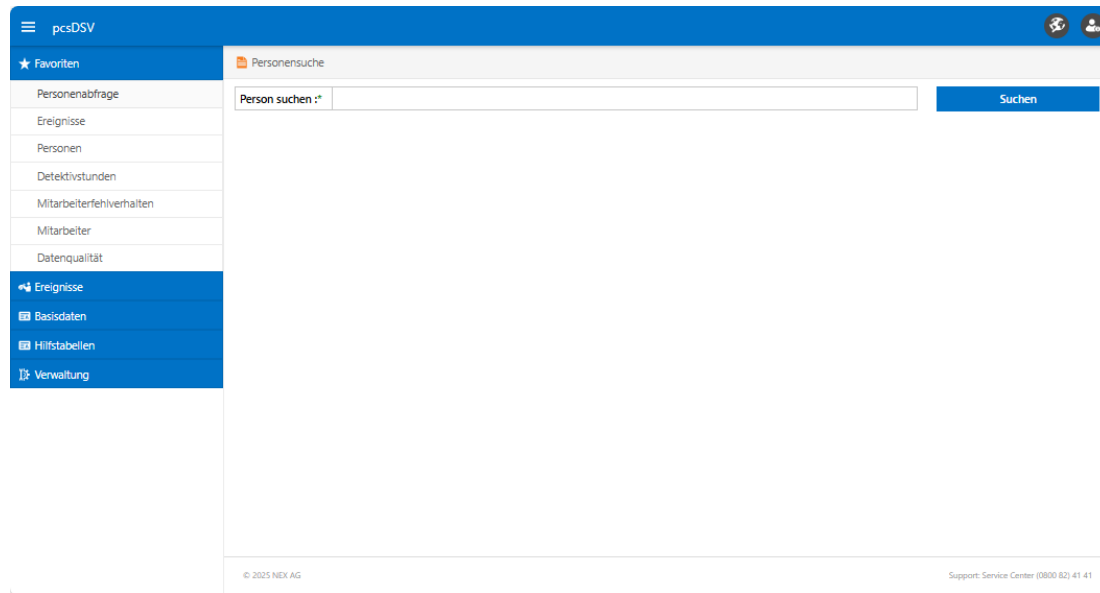 pcsDSV
Favoriten
Personenabfrage
Ereignisse
Personen
Detektivstunden
Mitarbeiterfehlverhalten
Mitarbeiter
Datenqualität
Ereignisse
Basisdaten
Hilfstabellen
Verwaltung
Personensuche
Person suchen :*
Suchen
© 2025 NEX AG
Support: Service Center (0800 82) 41 41